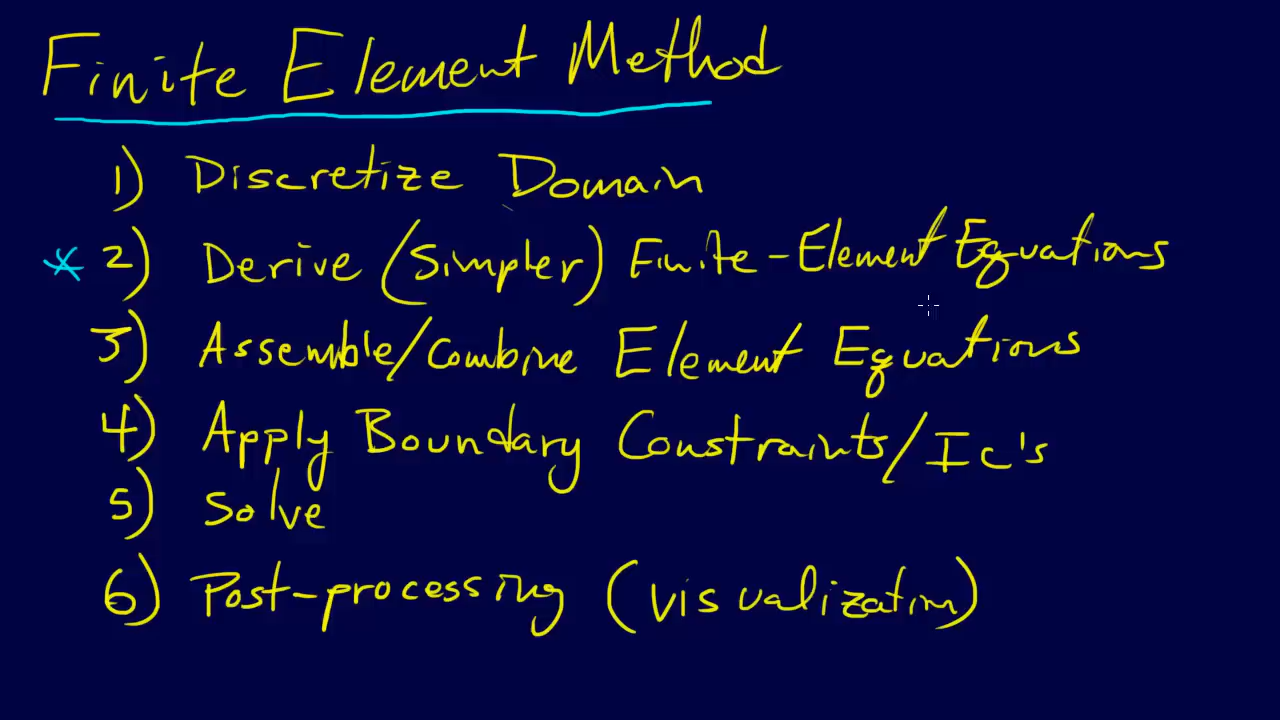 Finite Element Method
1) Discretize Domain
* 2) Derive (Simpler) Finite-Element Equations
3) Assemble/Combine Element Equations
4) Apply Boundary Constraints/Ic's
5) Solve
6) Post-processing (visualization)